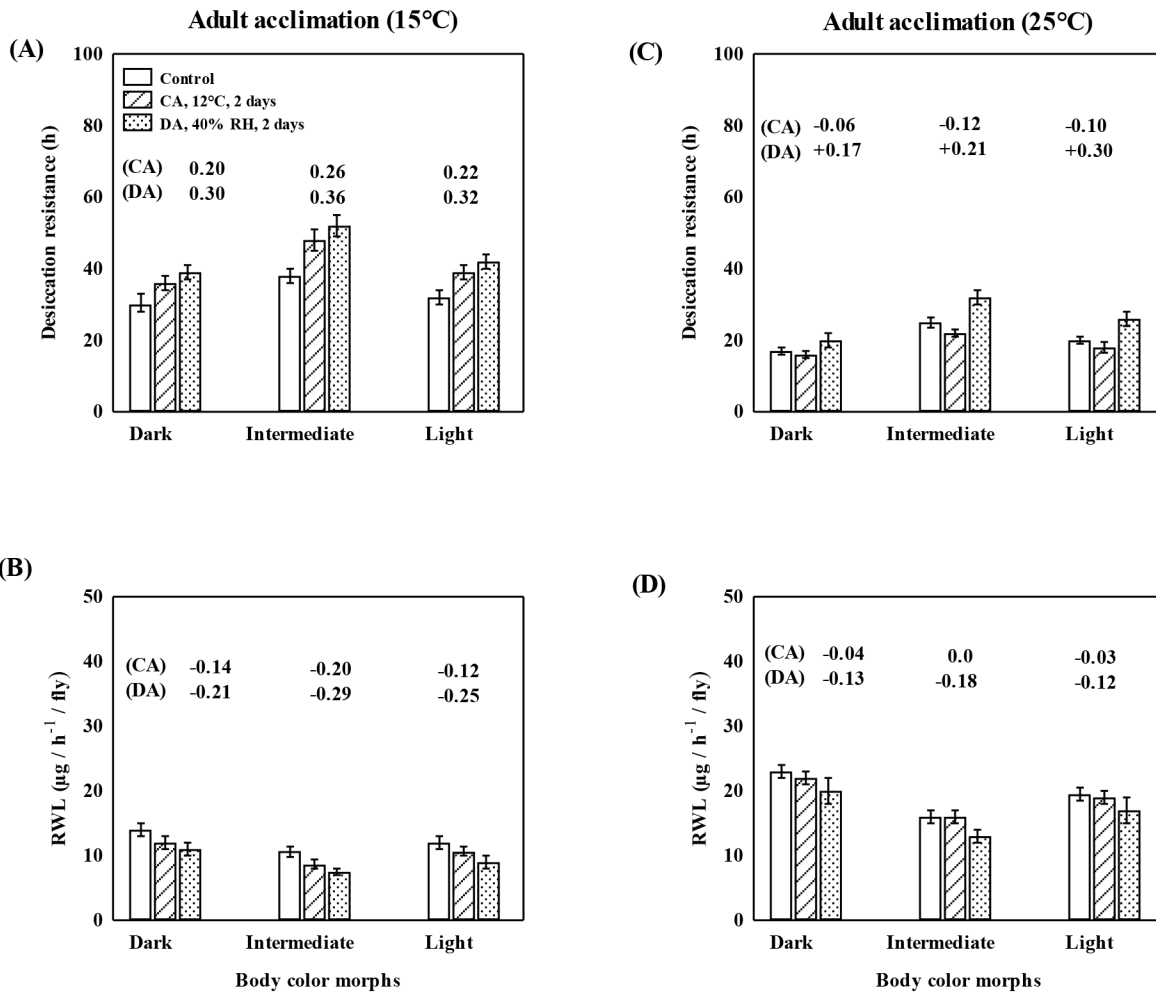 Adult acclimation (15°C)
(A)
100
80
60
40
20
0
Desiccation resistance (h)
Control
CA, 12°C, 2 days
DA, 40% RH, 2 days
(CA) 0.20 0.26 0.22
(DA) 0.30 0.36 0.32
Dark Intermediate Light
Adult acclimation (25°C)
(C)
100
80
60
40
20
0
Desiccation resistance (h)
(CA) -0.06 -0.12 -0.10
(DA) +0.17 +0.21 +0.30
Dark Intermediate Light
(B)
50
40
30
20
10
0
RWL (µg / h⁻¹ / fly)
(CA) -0.14 -0.20 -0.12
(DA) -0.21 -0.29 -0.25
Dark Intermediate Light
Body color morphs
(D)
50
40
30
20
10
0
RWL (µg / h⁻¹ / fly)
(CA) -0.04 0.0 -0.03
(DA) -0.13 -0.18 -0.12
Dark Intermediate Light
Body color morphs